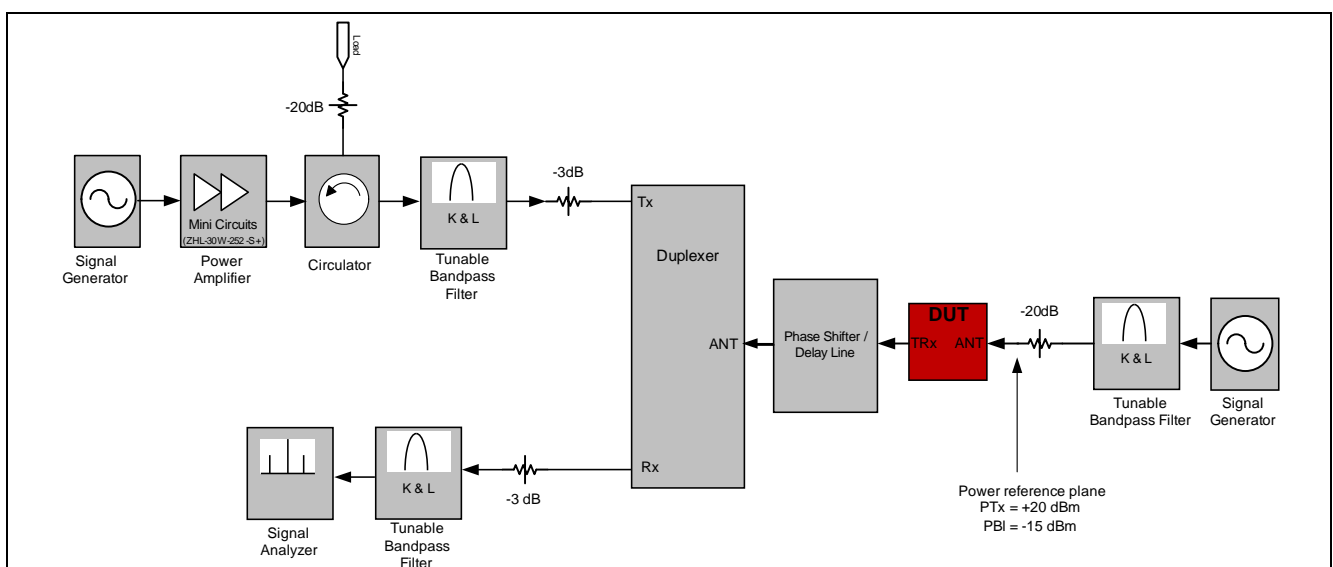 Load
-20dB
Mini Circuits
(ZHL-30W-252 -S+)
Signal
Generator
Power
Amplifier
Circulator
K & L
Tunable
Bandpass
Filter
-3dB
Tx
Duplexer
ANT
Rx
Phase Shifter /
Delay Line
DUT
TRx
ANT
-20dB
K & L
Tunable
Bandpass Filter
Signal
Generator
Power reference plane
PTx = +20 dBm
PBl = -15 dBm
Signal
Analyzer
K & L
Tunable
Bandpass
Filter
-3 dB